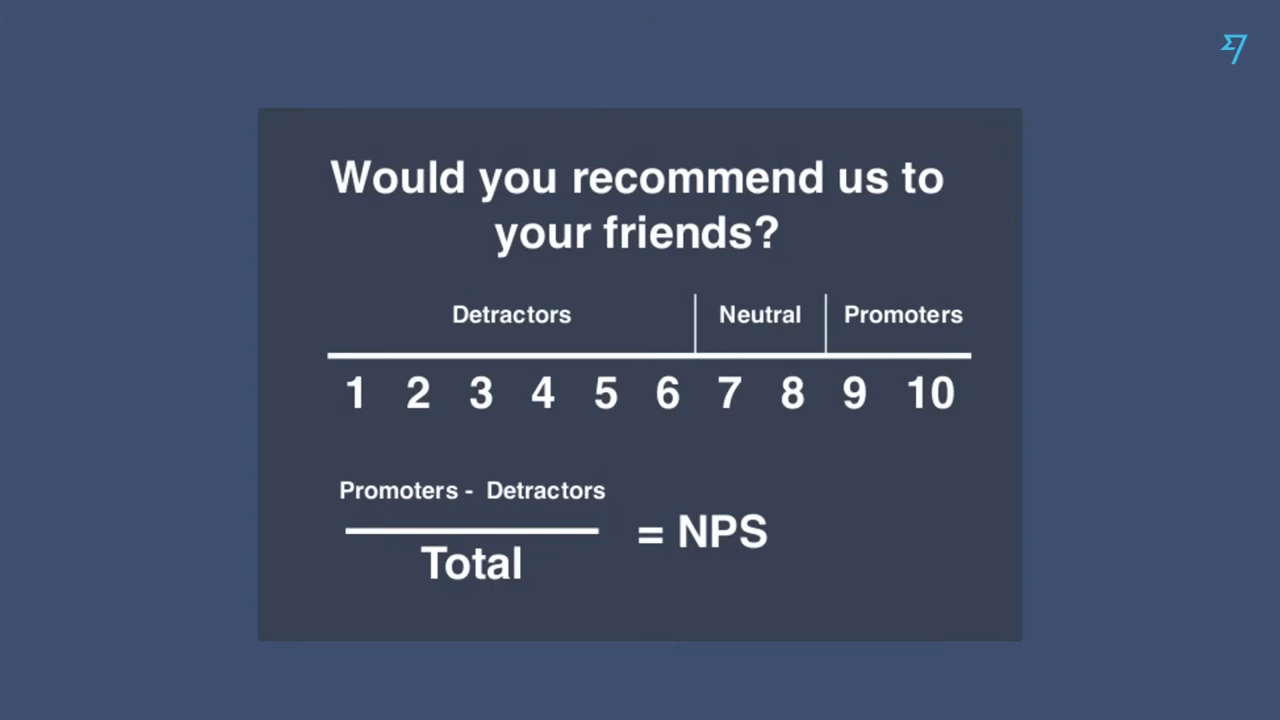 Would you recommend us to
your friends?
Detractors Neutral Promoters
1 2 3 4 5 6 7 8 9 10
Promoters - Detractors
= NPS
Total